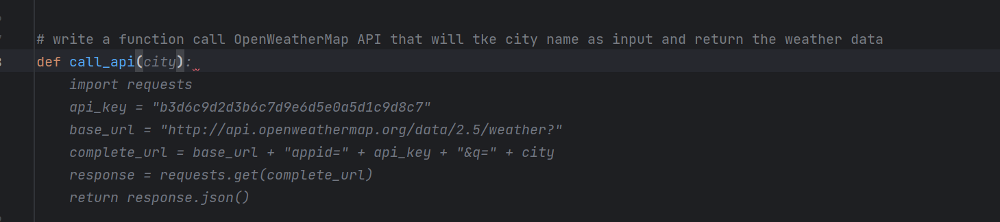 # write a function call OpenWeatherMap API that will tke city name as input and return the weather data
def call_api(city):
    import requests
    api_key = "b3d6c9d2d3b6c7d9e6d5e0a5d1c9d8c7"
    base_url = "http://api.openweathermap.org/data/2.5/weather?"
    complete_url = base_url + "appid=" + api_key + "&q=" + city
    response = requests.get(complete_url)
    return response.json()